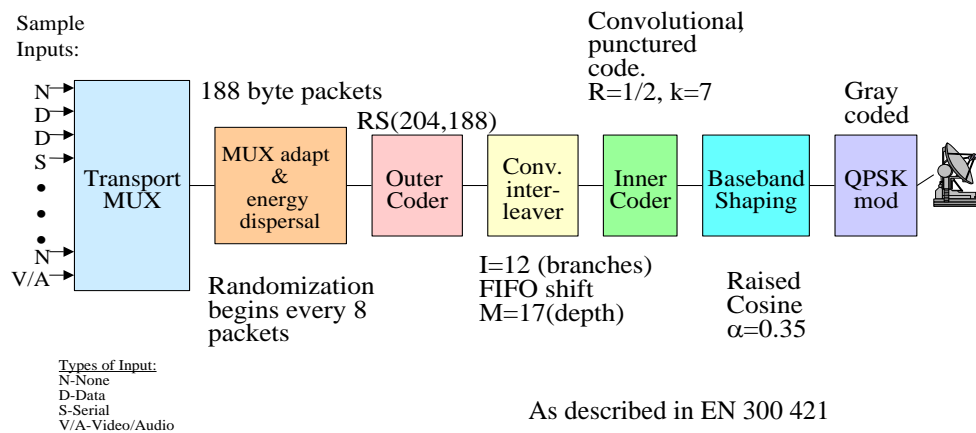 Sample
Inputs:
N
D
D
S
N
V/A
Transport
MUX
188 byte packets
MUX adapt
&
energy
dispersal
Randomization
begins every 8
packets
RS(204,188)
Outer
Coder
Conv.
inter-
leaver
I=12 (branches)
FIFO shift
M=17(depth)
Convolutional,
punctured
code.
R=1/2, k=7
Inner
Coder
Baseband
Shaping
Raised
Cosine
α=0.35
Gray
coded
QPSK
mod
Types of Input:
N-None
D-Data
S-Serial
V/A-Video/Audio
As described in EN 300 421